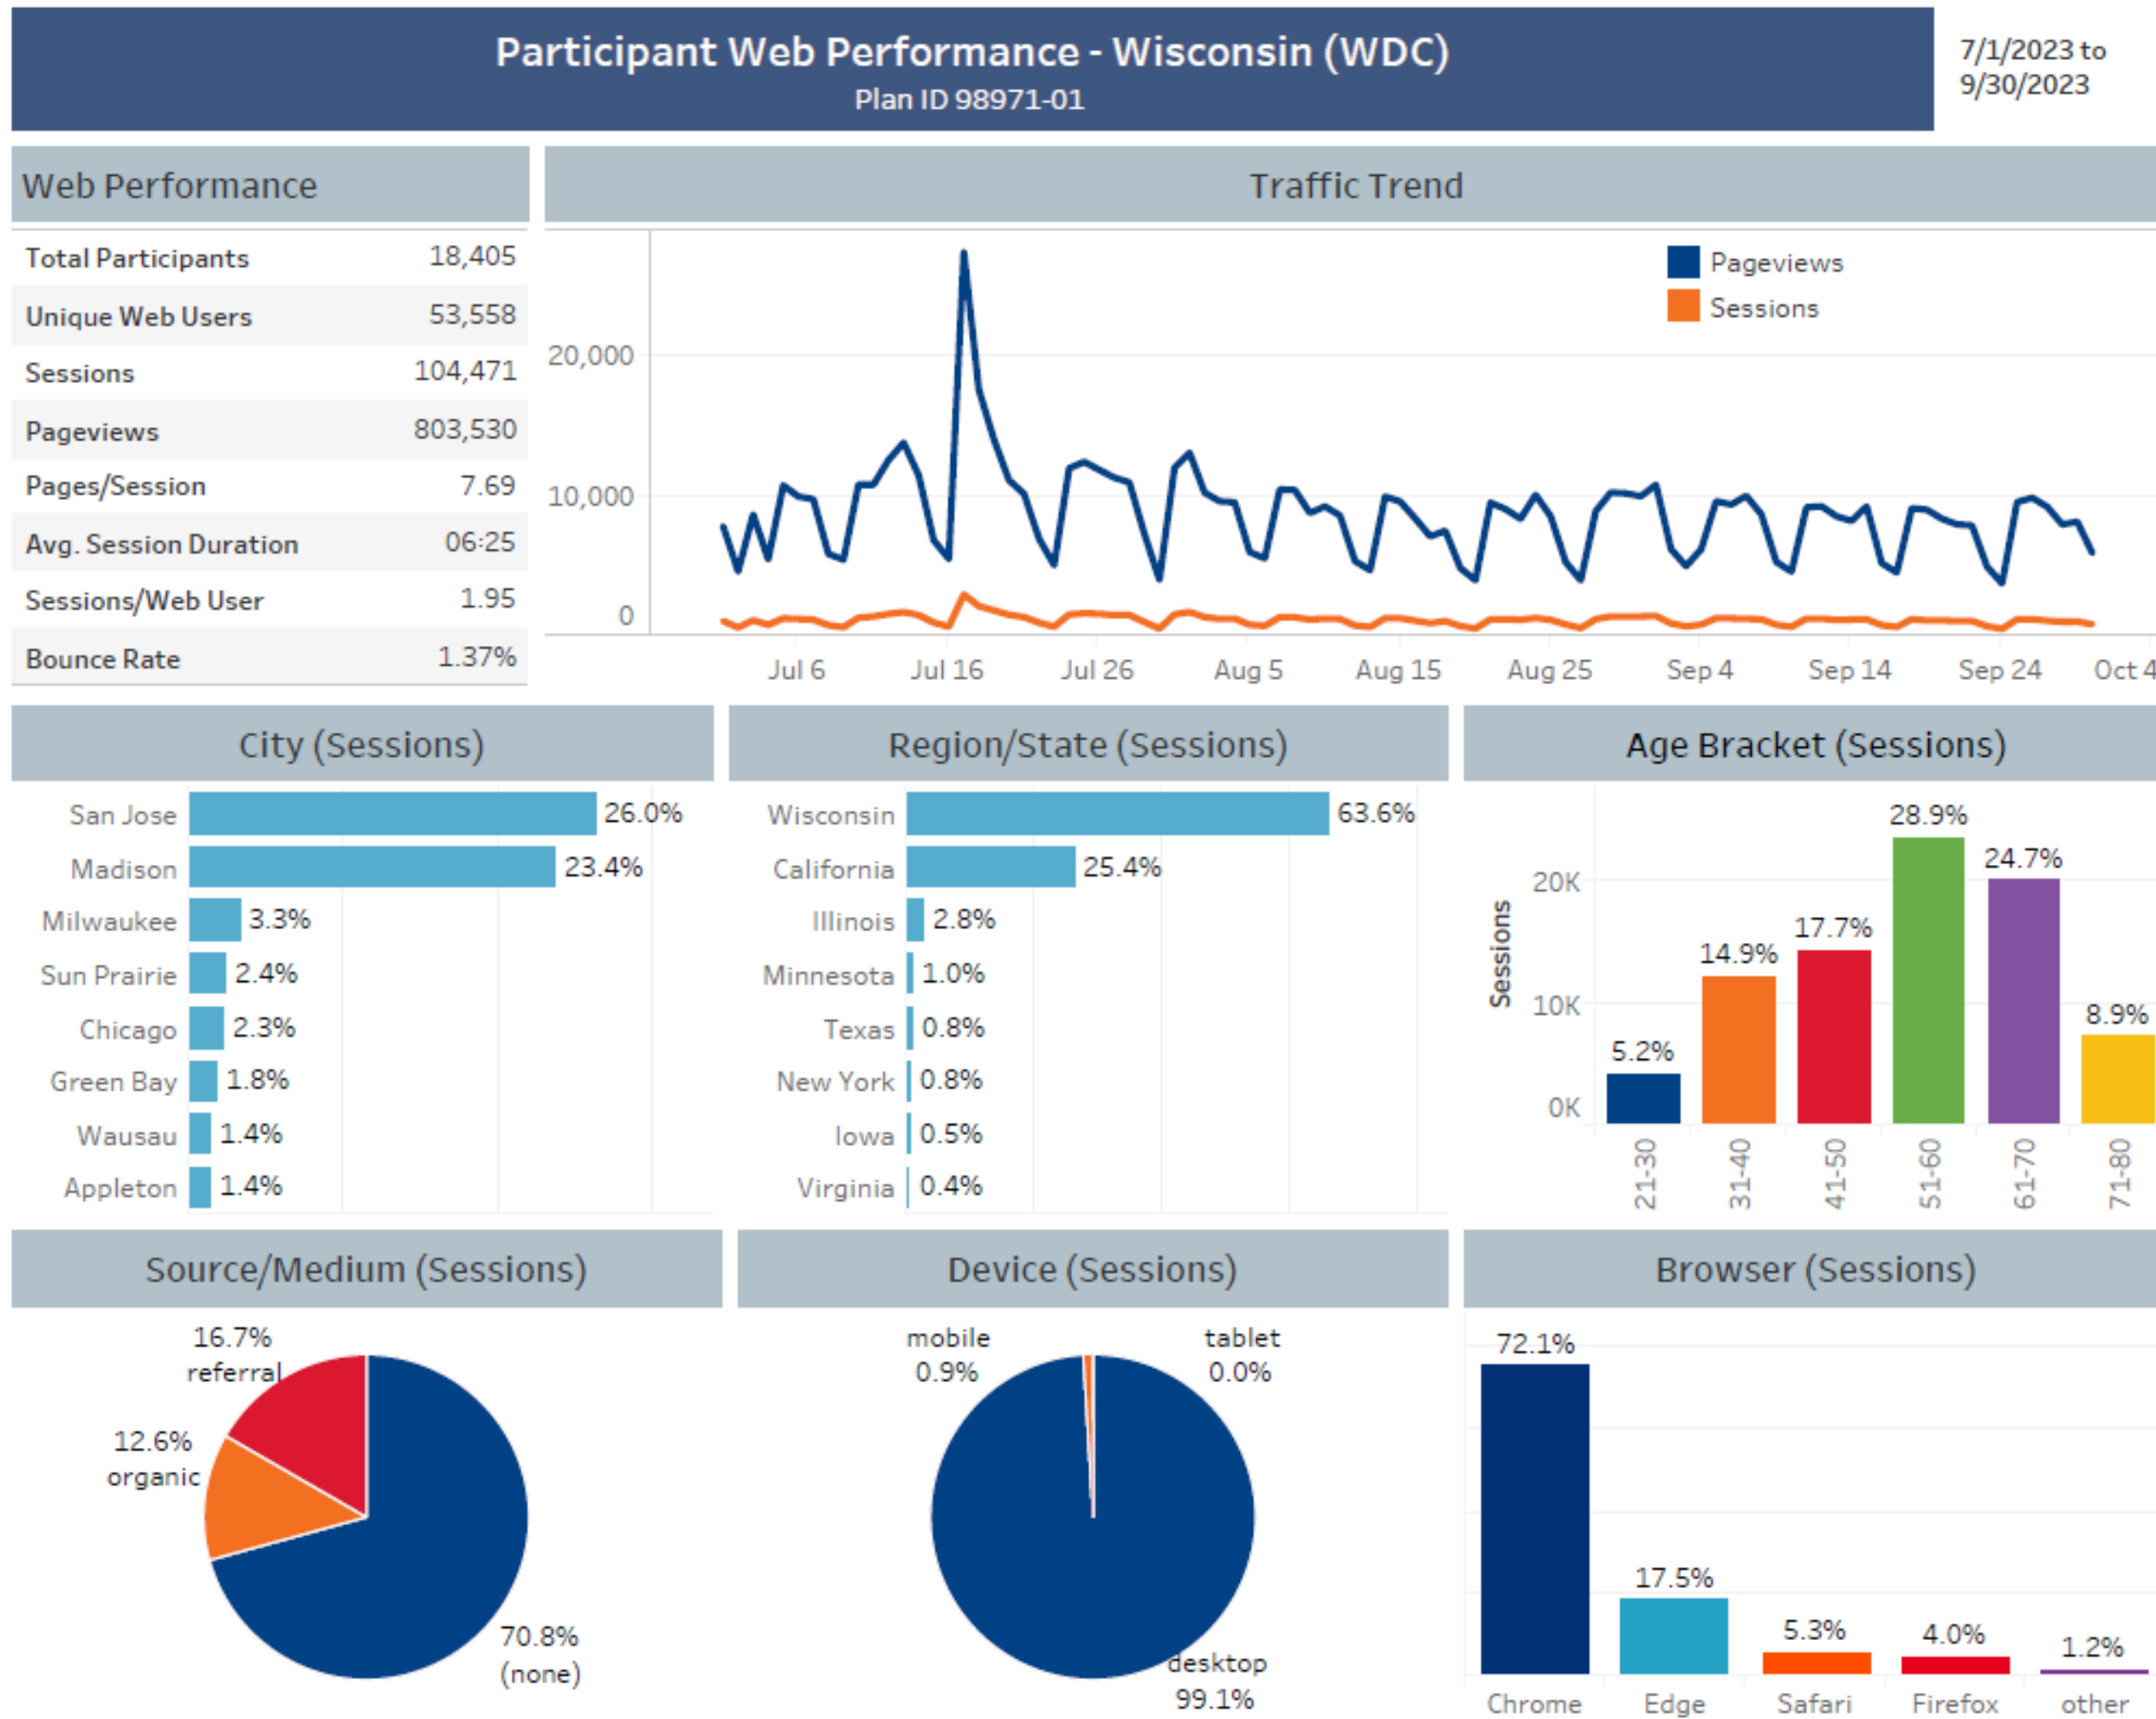 Participant Web Performance - Wisconsin (WDC)
Plan ID 98971-01
7/1/2023 to
9/30/2023
Web Performance
Total Participants 18,405
Unique Web Users 53,558
Sessions 104,471
Pageviews 803,530
Pages/Session 7.69
Avg. Session Duration 06:25
Sessions/Web User 1.95
Bounce Rate 1.37%
Traffic Trend
Pageviews
Sessions
20,000
10,000
0
Jul 6 Jul 16 Jul 26 Aug 5 Aug 15 Aug 25 Sep 4 Sep 14 Sep 24 Oct 4
City (Sessions)
San Jose 26.0%
Madison 23.4%
Milwaukee 3.3%
Sun Prairie 2.4%
Chicago 2.3%
Green Bay 1.8%
Wausau 1.4%
Appleton 1.4%
Region/State (Sessions)
Wisconsin 63.6%
California 25.4%
Illinois 2.8%
Minnesota 1.0%
Texas 0.8%
New York 0.8%
Iowa 0.5%
Virginia 0.4%
Age Bracket (Sessions)
Sessions
20K
10K
0K
5.2% 14.9% 17.7% 28.9% 24.7% 8.9%
21-30 31-40 41-50 51-60 61-70 71-80
Source/Medium (Sessions)
16.7%
referral
12.6%
organic
70.8%
(none)
Device (Sessions)
mobile
0.9%
tablet
0.0%
desktop
99.1%
Browser (Sessions)
72.1% 17.5% 5.3% 4.0% 1.2%
Chrome Edge Safari Firefox other